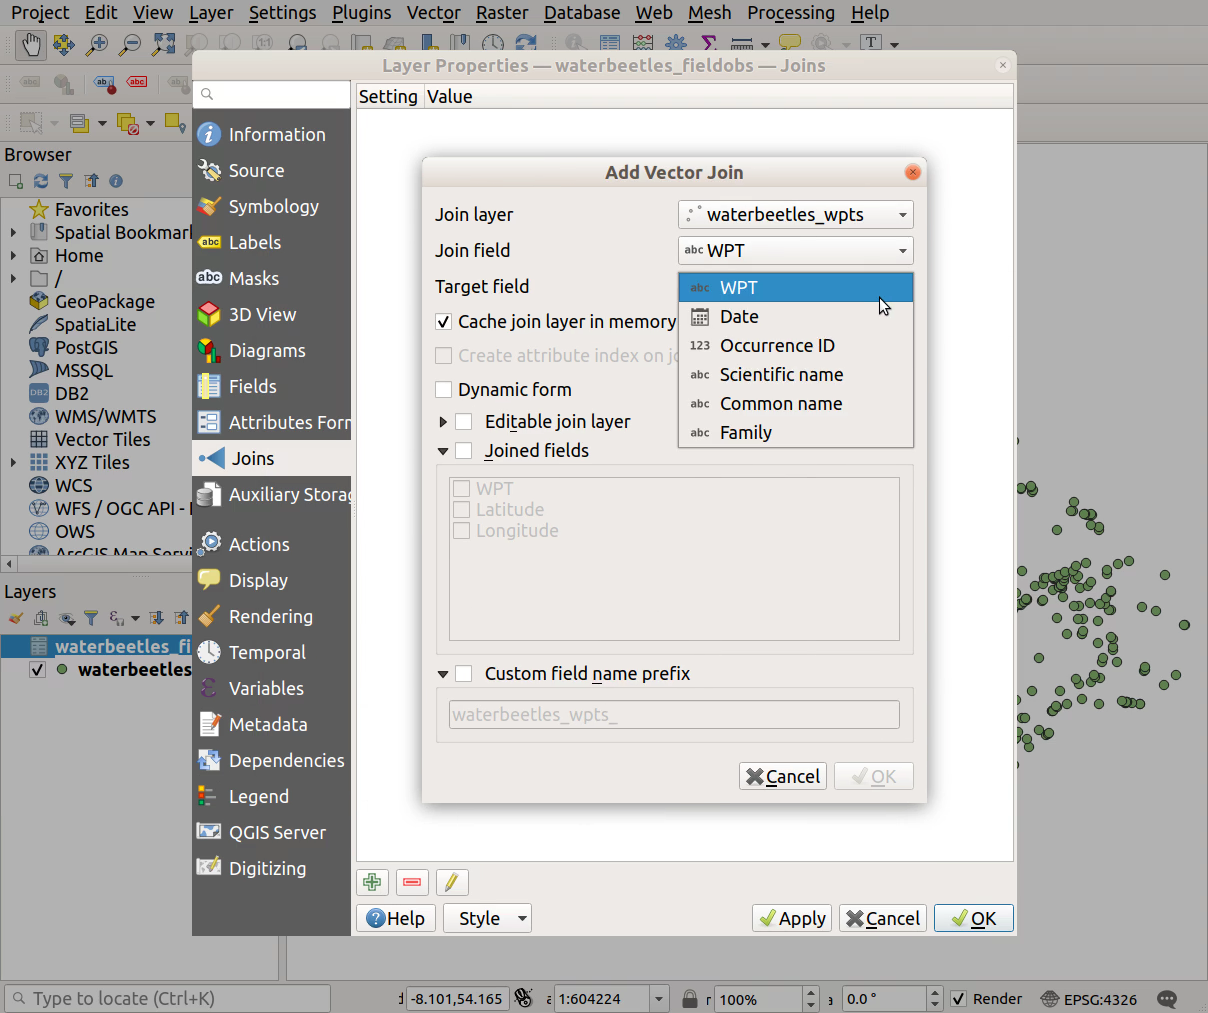 Project Edit View Layer Settings Plugins Vector Raster Database Web Mesh Processing Help
Layer Properties — waterbeetles_fieldobs — Joins
Setting Value
Browser
Favorites
Spatial Bookmar
Home
/
GeoPackage
SpatiaLite
PostGIS
MSSQL
DB2
WMS/WMTS
Vector Tiles
XYZ Tiles
WCS
WFS / OGC API -
OWS
ArcGIS Map Servi
Layers
waterbeetles_fi
waterbeetles
Information
Source
Symbology
abc Labels
abc Masks
3D View
Diagrams
Fields
Attributes Form
Joins
Auxiliary Storag
Actions
Display
Rendering
Temporal
Variables
Metadata
Dependencies
Legend
QGIS Server
Digitizing
Add Vector Join
Join layer waterbeetles_wpts
Join field abc WPT
Target field
abc WPT
Date
123 Occurrence ID
abc Scientific name
abc Common name
abc Family
Cache join layer in memory
Create attribute index on jo
Dynamic form
Editable join layer
Joined fields
WPT
Latitude
Longitude
Custom field name prefix
waterbeetles_wpts_
Cancel OK
Help Style Apply Cancel OK
Type to locate (Ctrl+K) -8.101,54.165 1:604224 100% 0.0 ° Render EPSG:4326